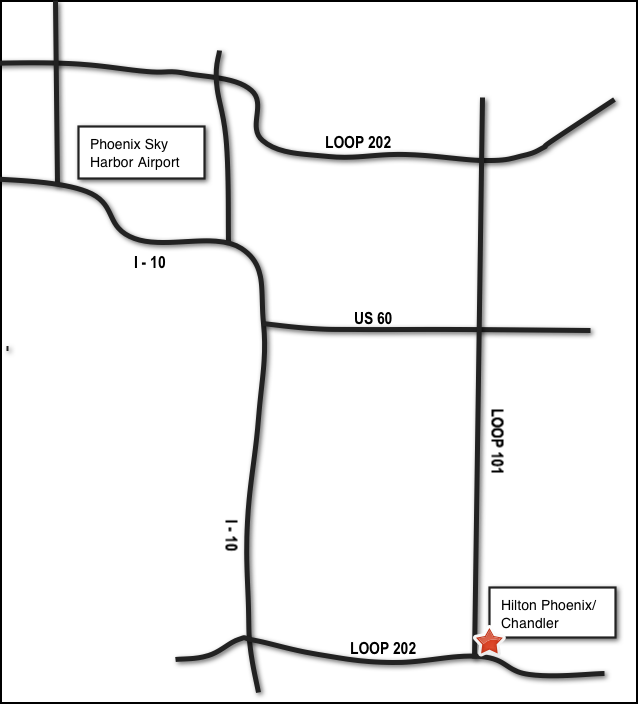 LOOP 202
Phoenix Sky
Harbor Airport
I - 10
US 60
LOOP 101
I - 10
Hilton Phoenix/
Chandler
LOOP 202